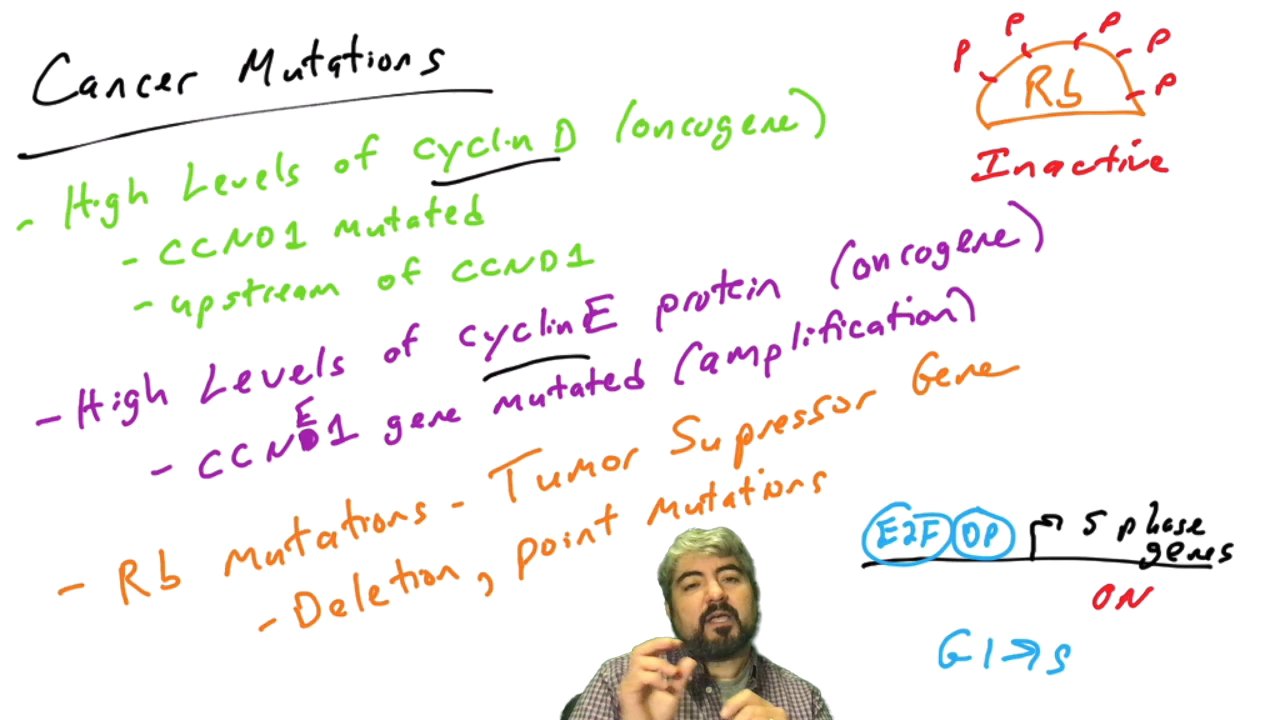 Cancer Mutations
- High Levels of cyclin D (oncogene)
- CCND1 mutated
- upstream of CCND1
- High Levels of cyclin E protein (oncogene)
- CCNE1 gene mutated (amplification)
- Rb mutations - Tumor Supressor Gene
- Deletion, point mutations
P P P P P
Rb
Inactive
E2F DP S phase
genes
ON
G1→S